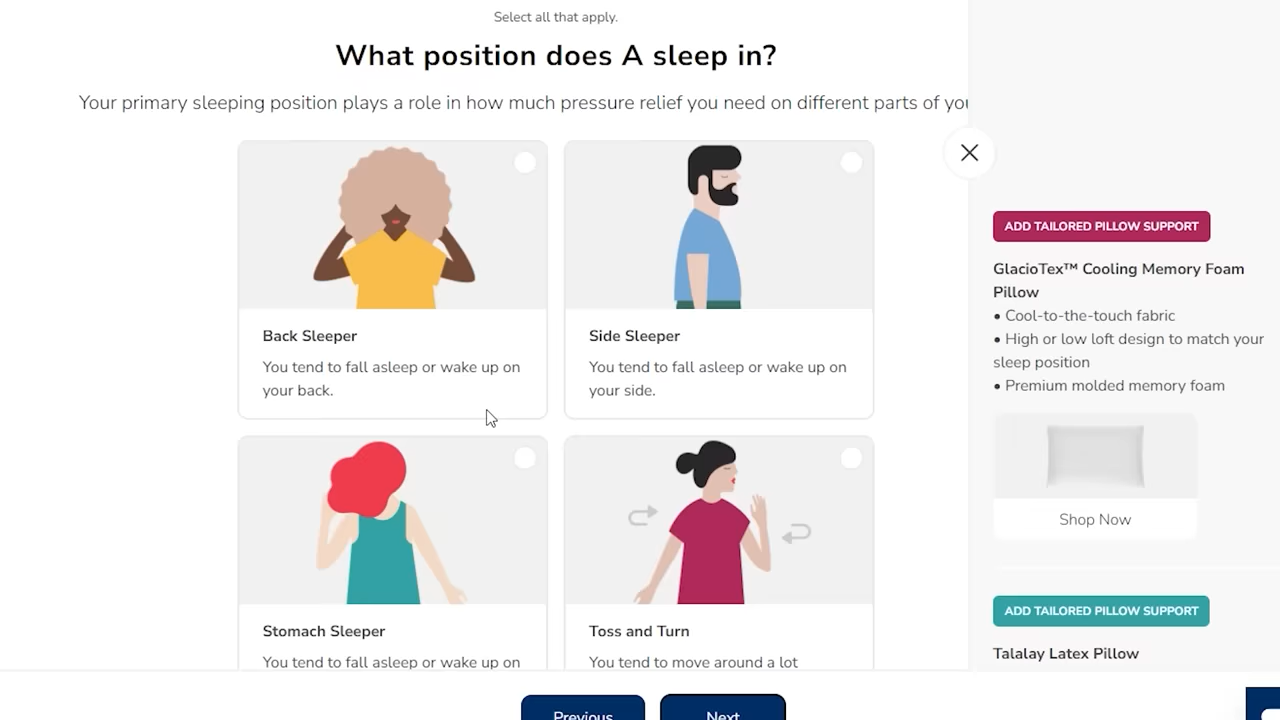 Select all that apply.
What position does A sleep in?
Your primary sleeping position plays a role in how much pressure relief you need on different parts of
Back Sleeper
You tend to fall asleep or wake up on
your back.
Side Sleeper
You tend to fall asleep or wake up on
your side.
Stomach Sleeper
You tend to fall asleep or wake up on
Toss and Turn
You tend to move around a lot
Previous
Next
ADD TAILORED PILLOW SUPPORT
GlacioTex™ Cooling Memory Foam
Pillow
• Cool-to-the-touch fabric
• High or low loft design to match your
sleep position
• Premium molded memory foam
Shop Now
ADD TAILORED PILLOW SUPPORT
Talalay Latex Pillow